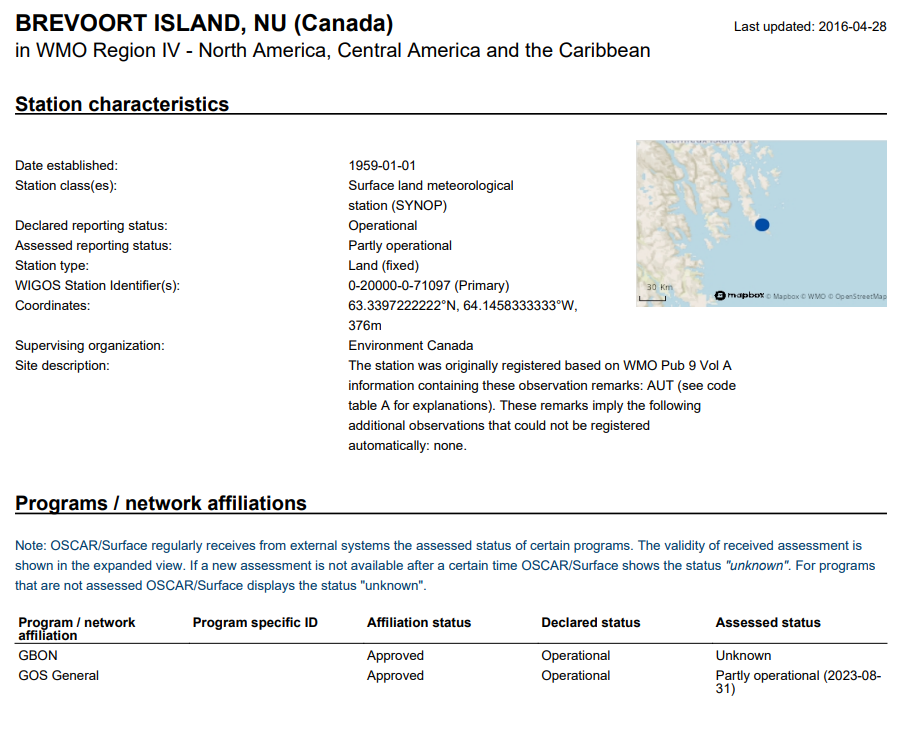 BREVOORT ISLAND, NU (Canada)
Last updated: 2016-04-28
in WMO Region IV - North America, Central America and the Caribbean
Station characteristics
Date established: 1959-01-01
Station class(es): Surface land meteorological
station (SYNOP)
Declared reporting status: Operational
Assessed reporting status: Partly operational
Station type: Land (fixed)
WIGOS Station Identifier(s): 0-20000-0-71097 (Primary)
Coordinates: 63.3397222222°N, 64.1458333333°W,
376m
Supervising organization: Environment Canada
Site description: The station was originally registered based on WMO Pub 9 Vol A
information containing these observation remarks: AUT (see code
table A for explanations). These remarks imply the following
additional observations that could not be registered
automatically: none.
30 Km
mapbox © Mapbox © WMO © OpenStreetMap
Programs / network affiliations
Note: OSCAR/Surface regularly receives from external systems the assessed status of certain programs. The validity of received assessment is
shown in the expanded view. If a new assessment is not available after a certain time OSCAR/Surface shows the status "unknown". For programs
that are not assessed OSCAR/Surface displays the status "unknown".
Program / network
affiliation
Program specific ID Affiliation status Declared status Assessed status
GBON Approved Operational Unknown
GOS General Approved Operational Partly operational (2023-08-
31)